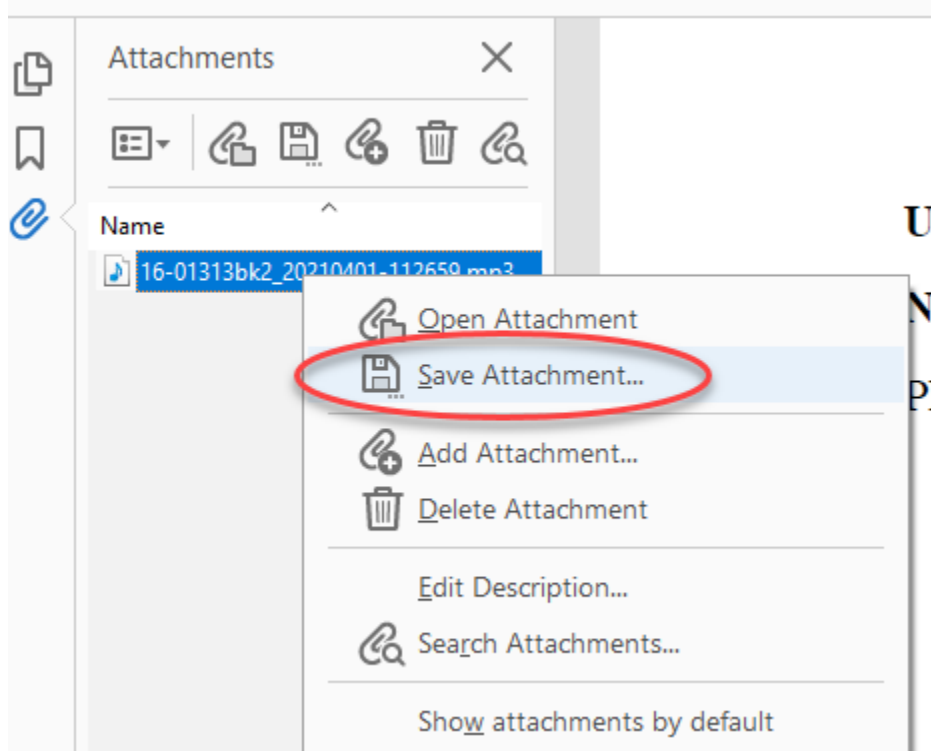 Attachments
Name
U
16-01313bk2_20210401-112659.mp3
Open Attachment
N
Save Attachment...
Add Attachment...
Delete Attachment
Edit Description...
Search Attachments...
Show attachments by default